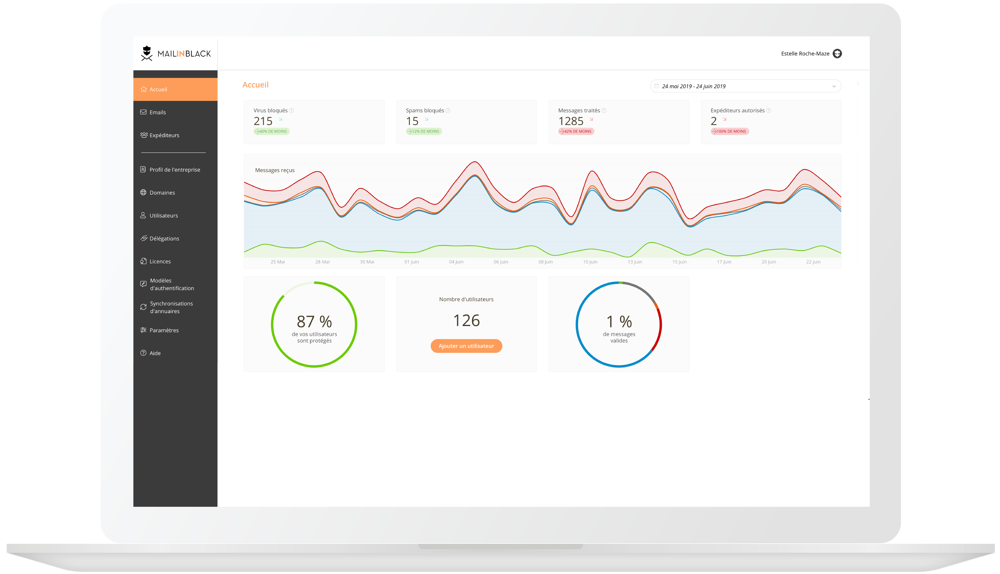 MAILINBLACK
Estelle Roche-Maze
Accueil
Emails
Expéditeurs
Profil de l'entreprise
Domaines
Utilisateurs
Délégations
Licences
Modèles
d'authentification
Synchronisations
d'annuaires
Paramètres
Aide
Accueil
24 mai 2019 - 24 juin 2019
Virus bloqués ?
215
40% DE MOINS
Spams bloqués ?
15
12% DE MOINS
Messages traités ?
1285
42% DE MOINS
Expéditeurs autorisés ?
2
100% DE MOINS
Messages reçus
25 Mai 28 Mai 30 Mai 01 Juin 04 Juin 06 Juin 08 Juin 10 Juin 13 Juin 15 Juin 17 Juin 20 Juin 22 Juin
87 %
de vos utilisateurs
sont protégés
Nombre d'utilisateurs
126
Ajouter un utilisateur
1 %
de messages
valides